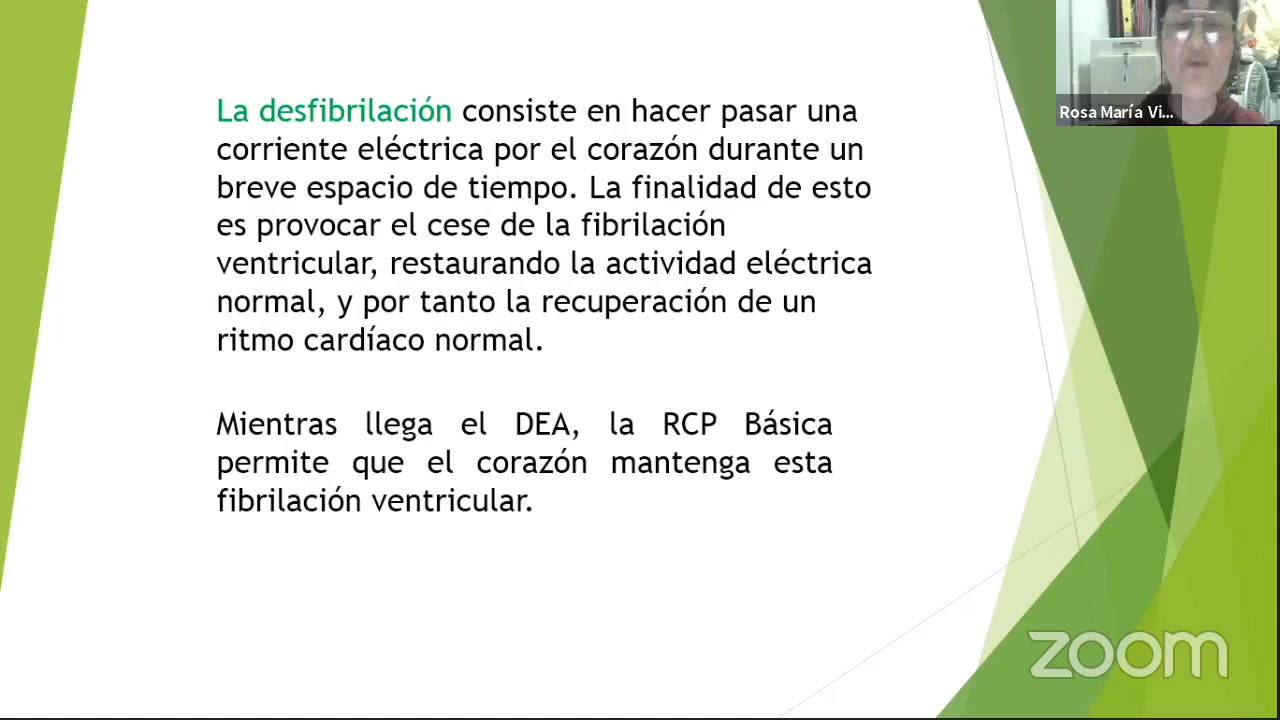 La desfibrilación consiste en hacer pasar una
corriente eléctrica por el corazón durante un
breve espacio de tiempo. La finalidad de esto
es provocar el cese de la fibrilación
ventricular, restaurando la actividad eléctrica
normal, y por tanto la recuperación de un
ritmo cardíaco normal.
Mientras llega el DEA, la RCP Básica
permite que el corazón mantenga esta
fibrilación ventricular.
Rosa María Vi...
zoom